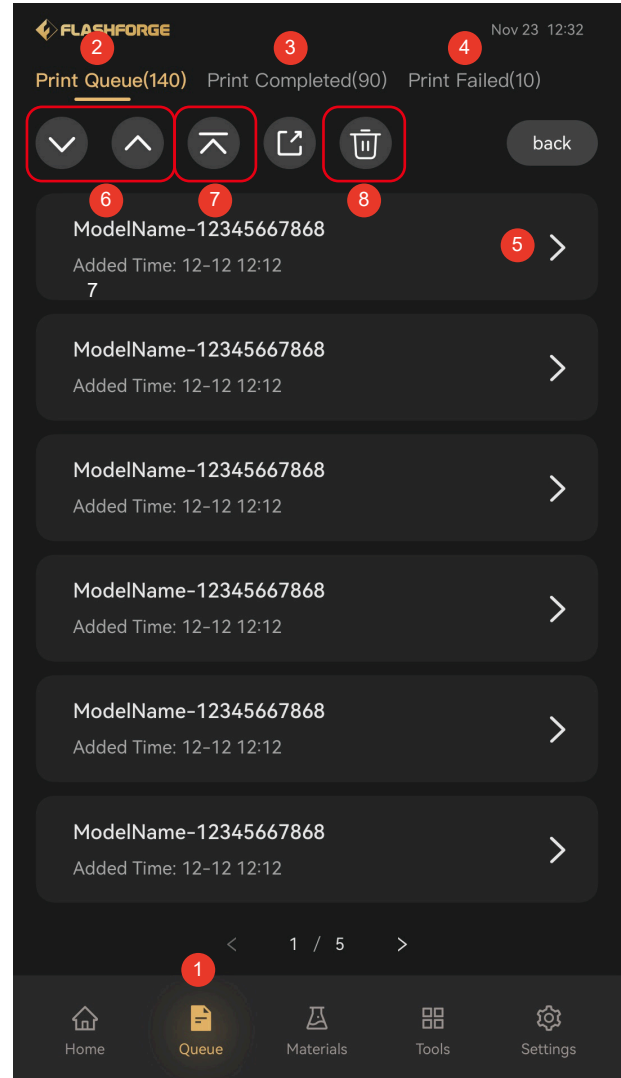 FLASHFORGE
Nov 23 12:32
2
3
4
Print Queue(140)
Print Completed(90)
Print Failed(10)
back
6
7
8
ModelName-12345667868
Added Time: 12-12 12:12
5
7
ModelName-12345667868
Added Time: 12-12 12:12
ModelName-12345667868
Added Time: 12-12 12:12
ModelName-12345667868
Added Time: 12-12 12:12
ModelName-12345667868
Added Time: 12-12 12:12
ModelName-12345667868
Added Time: 12-12 12:12
< 1 / 5 >
1
Home
Queue
Materials
Tools
Settings